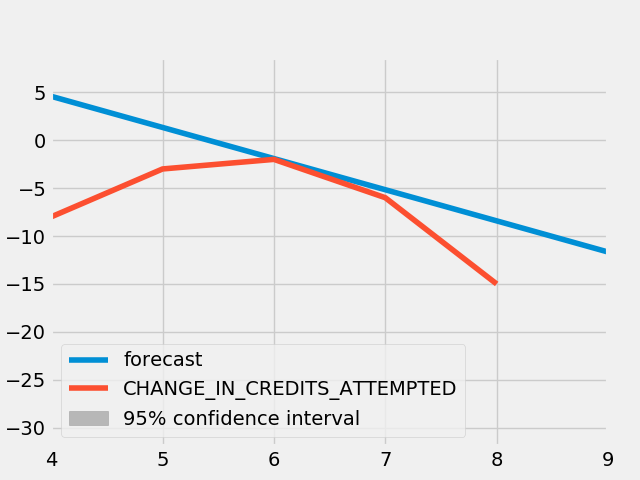 5
0
−5
−10
−15
−20
−25
−30
forecast
CHANGE_IN_CREDITS_ATTEMPTED
95% confidence interval
4 5 6 7 8 9